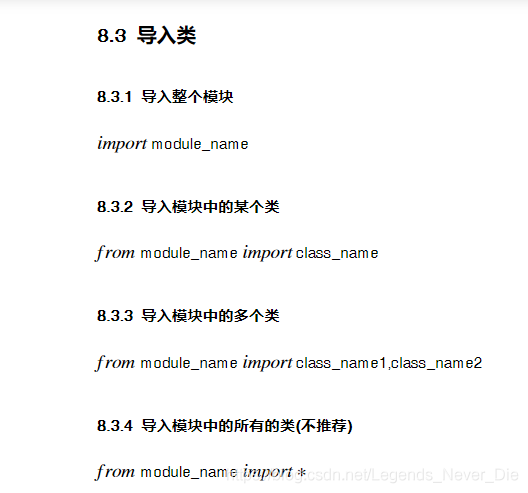 8.3 导入类
8.3.1 导入整个模块
import module_name
8.3.2 导入模块中的某个类
from module_name import class_name
8.3.3 导入模块中的多个类
from module_name import class_name1,class_name2
8.3.4 导入模块中的所有的类(不推荐)
from module_name import *
https://blog.csdn.net/Legends_Never_Die